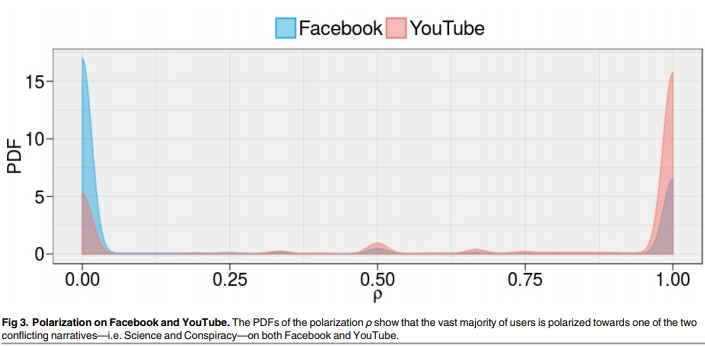 Facebook YouTube
15
10
PDF
5
0
0.00 0.25 0.50 0.75 1.00
ρ
Fig 3. Polarization on Facebook and YouTube. The PDFs of the polarization ρ show that the vast majority of users is polarized towards one of the two
conflicting narratives—i.e. Science and Conspiracy—on both Facebook and YouTube.